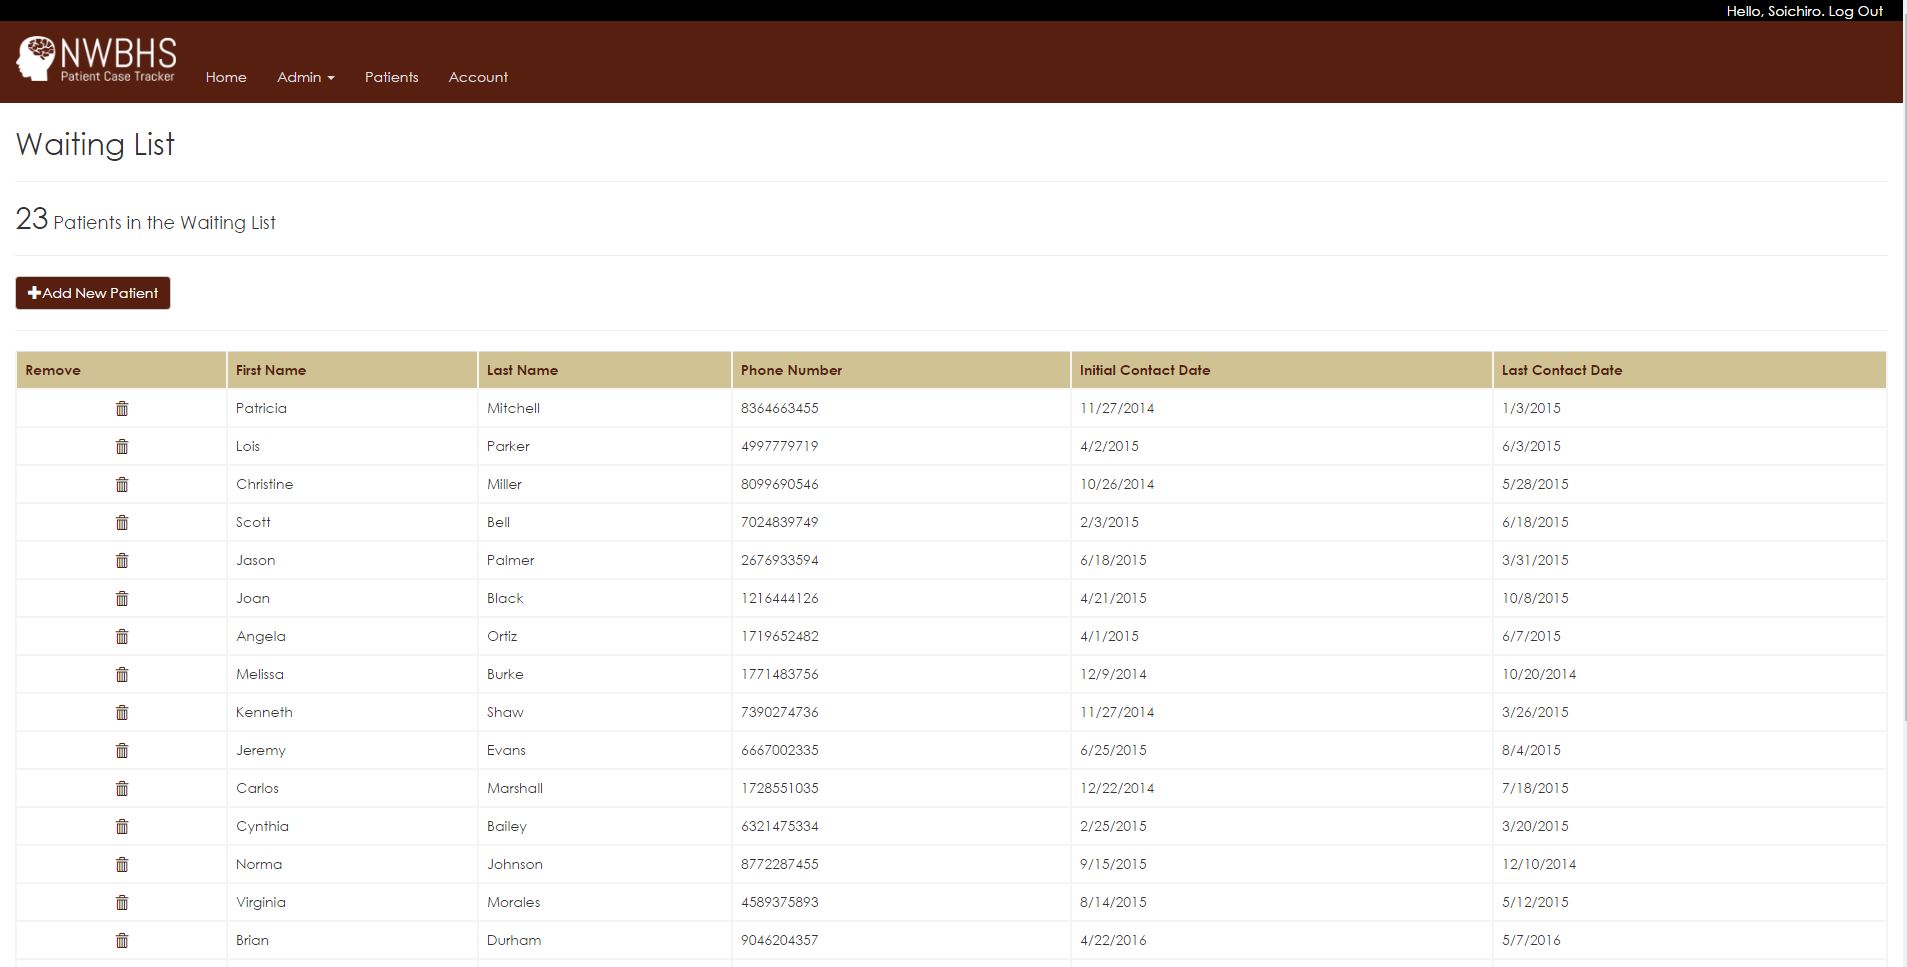 Hello, Soichiro. Log Out
NWBHS
Patient Case Tracker
Home Admin Patients Account
Waiting List
23 Patients in the Waiting List
Add New Patient
Remove First Name Last Name Phone Number Initial Contact Date Last Contact Date
Patricia Mitchell 8364663455 11/27/2014 1/3/2015
Lois Parker 4997779719 4/2/2015 6/3/2015
Christine Miller 8099690546 10/26/2014 5/28/2015
Scott Bell 7024839749 2/3/2015 6/18/2015
Jason Palmer 2676933594 6/18/2015 3/31/2015
Joan Black 1216444126 4/21/2015 10/8/2015
Angela Ortiz 1719652482 4/1/2015 6/7/2015
Melissa Burke 1771483756 12/9/2014 10/20/2014
Kenneth Shaw 7390274736 11/27/2014 3/26/2015
Jeremy Evans 6667002335 6/25/2015 8/4/2015
Carlos Marshall 1728551035 12/22/2014 7/18/2015
Cynthia Bailey 6321475334 2/25/2015 3/20/2015
Norma Johnson 8772287455 9/15/2015 12/10/2014
Virginia Morales 4589375893 8/14/2015 5/12/2015
Brian Durham 9046204357 4/22/2016 5/7/2016